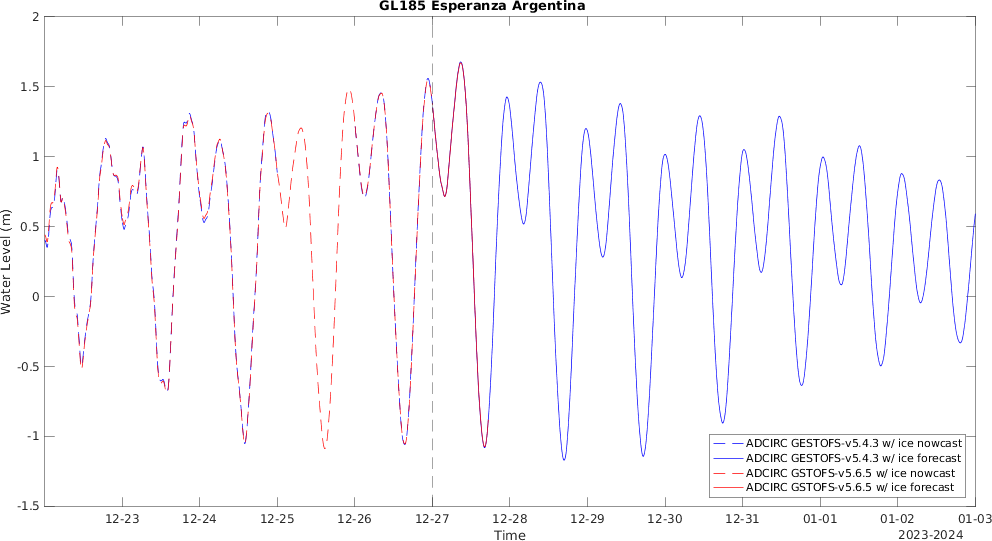 GL185 Esperanza Argentina
2
1.5
1
0.5
0
-0.5
-1
-1.5
Water Level (m)
ADCIRC GESTOFS-v5.4.3 w/ ice nowcast
ADCIRC GESTOFS-v5.4.3 w/ ice forecast
ADCIRC GSTOFS-v5.6.5 w/ ice nowcast
ADCIRC GSTOFS-v5.6.5 w/ ice forecast
12-23 12-24 12-25 12-26 12-27 12-28 12-29 12-30 12-31 01-01 01-02 01-03
Time
2023-2024